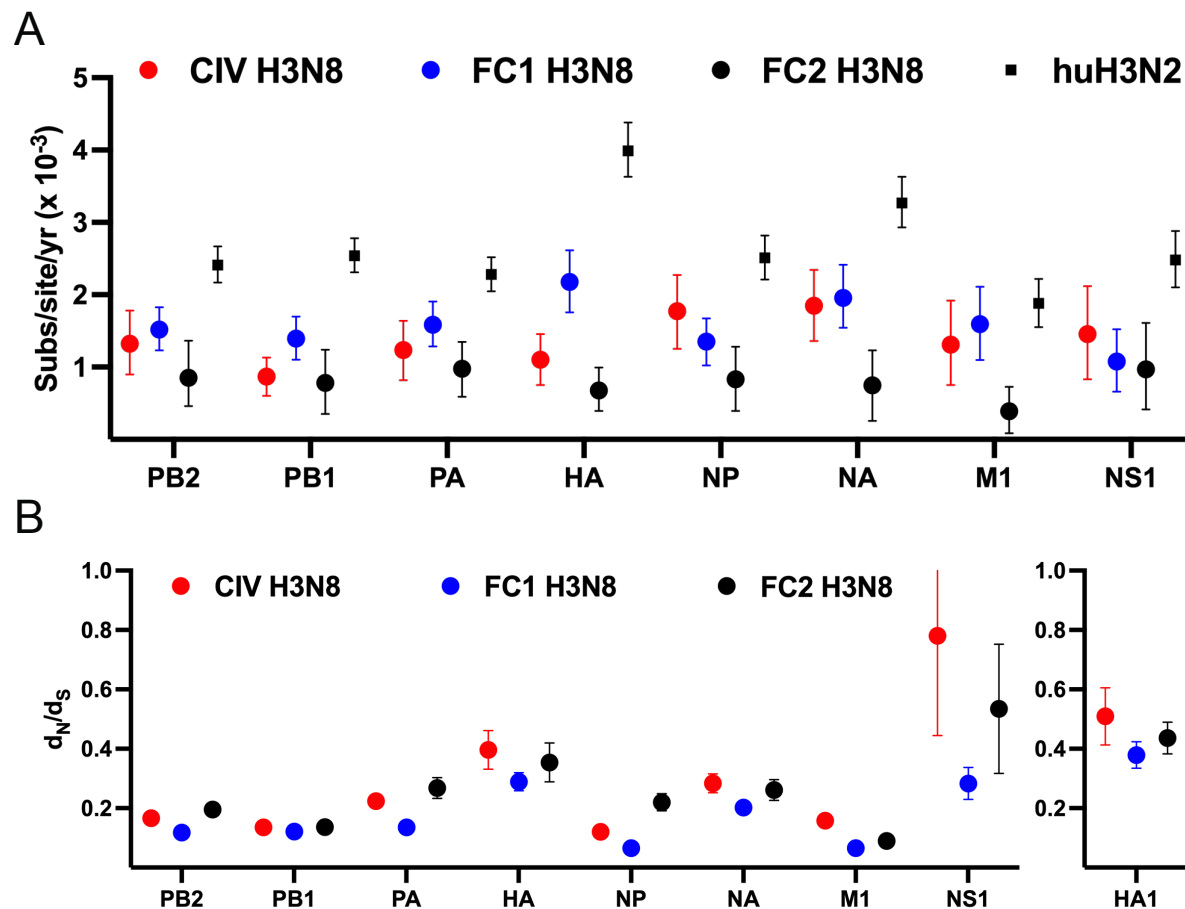 A
CIV H3N8 FC1 H3N8 FC2 H3N8 huH3N2
Subs/site/yr (x 10⁻³)
5
4
3
2
1
PB2 PB1 PA HA NP NA M1 NS1
B
CIV H3N8 FC1 H3N8 FC2 H3N8
dN/dS
1.0
0.8
0.6
0.4
0.2
PB2 PB1 PA HA NP NA M1 NS1
1.0
0.8
0.6
0.4
0.2
HA1